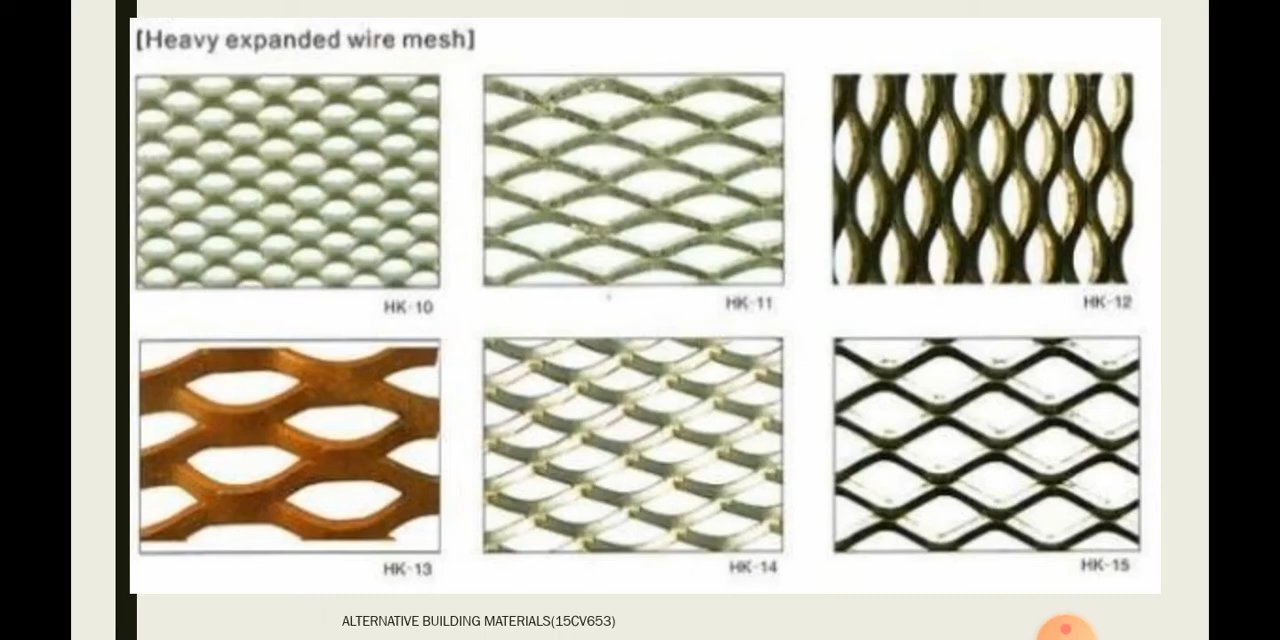 [Heavy expanded wire mesh]
HK-10
HK-11
HK-12
HK-13
HK-14
HK-15
ALTERNATIVE BUILDING MATERIALS(15CV653)